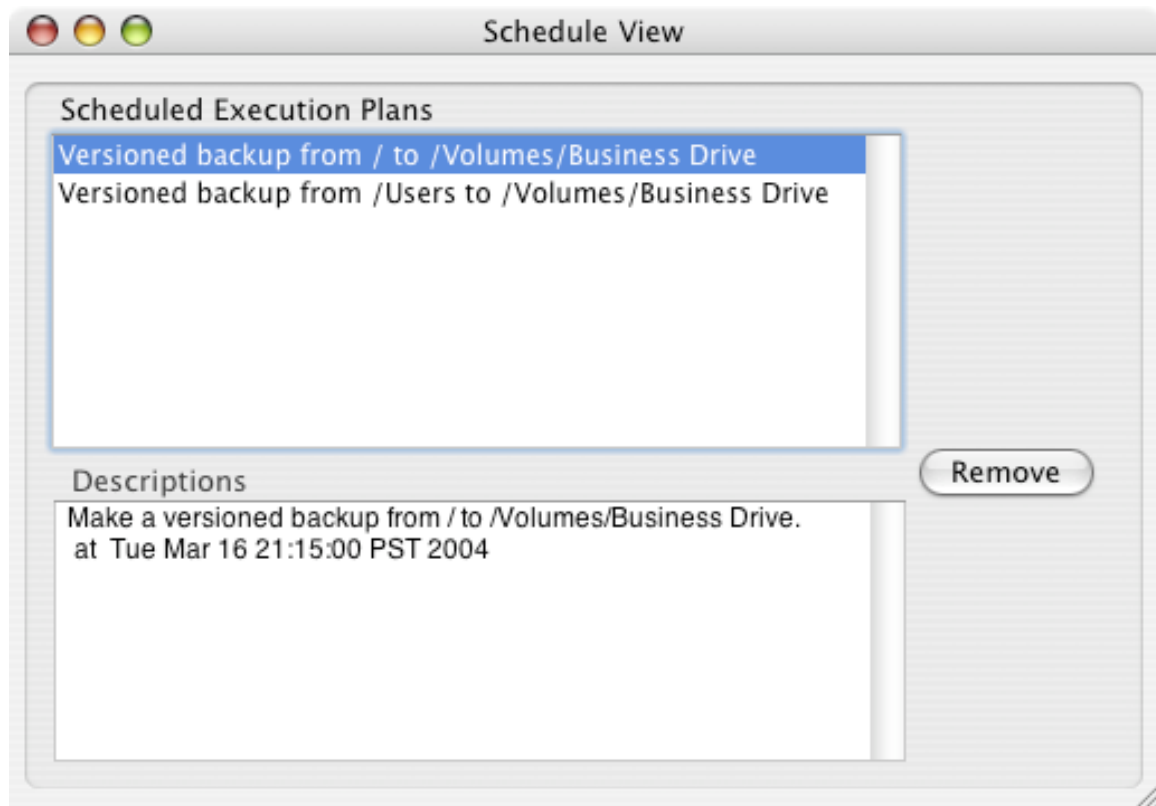 Schedule View
Scheduled Execution Plans
Versioned backup from / to /Volumes/Business Drive
Versioned backup from /Users to /Volumes/Business Drive
Remove
Descriptions
Make a versioned backup from / to /Volumes/Business Drive.
at Tue Mar 16 21:15:00 PST 2004